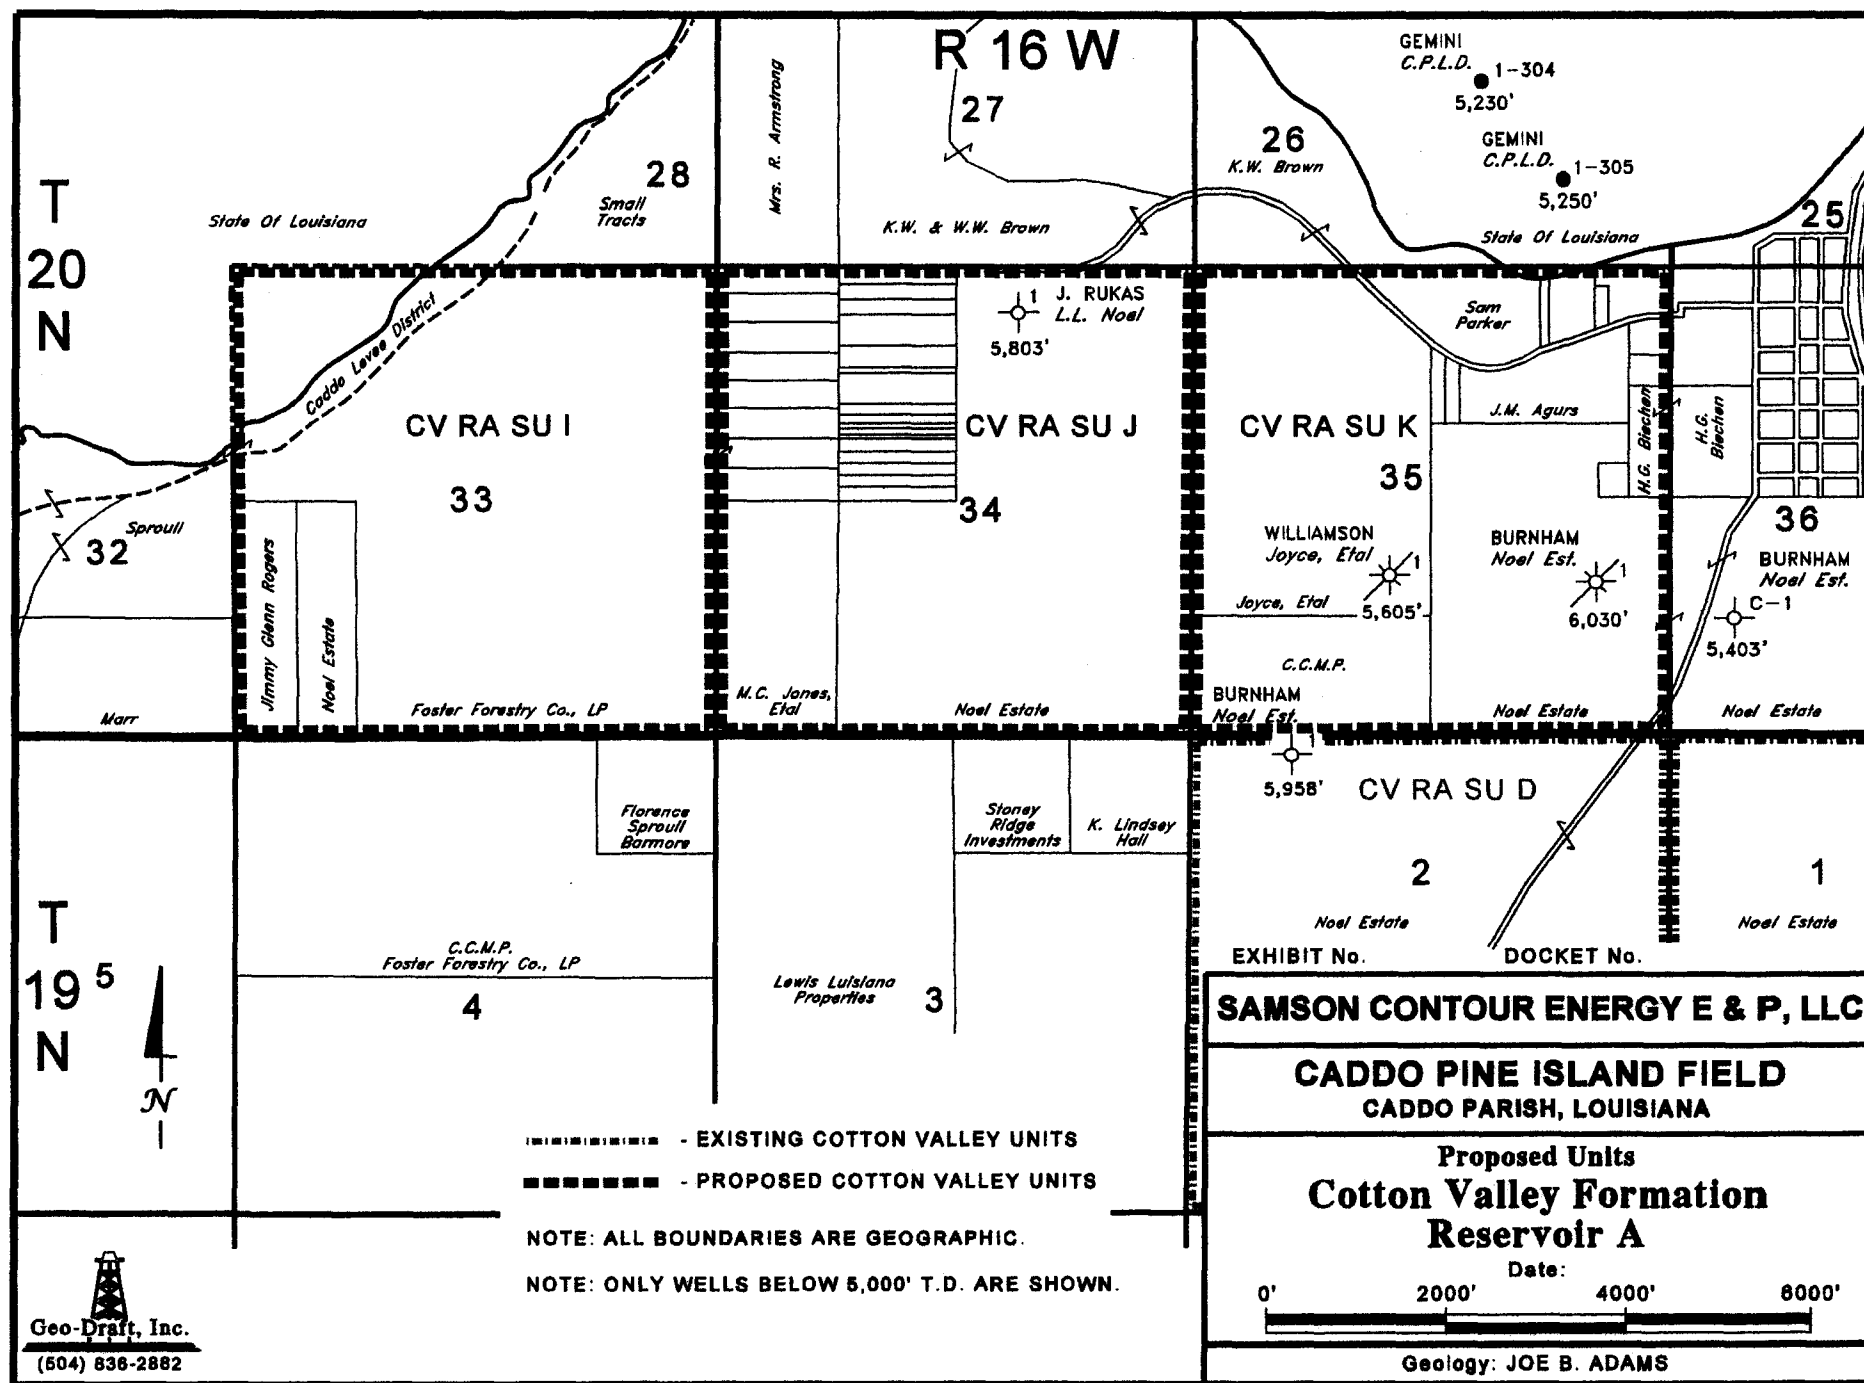 R 16 W
T
20
N
State Of Louisiana
28
Small
Tracts
Mrs. R. Armstrong
27
K.W. & W.W. Brown
26
K.W. Brown
GEMINI
C.P.L.D.
1-304
5,230'
GEMINI
C.P.L.D.
1-305
5,250'
State Of Louisiana
25
Caddo Levee District
CV RA SU I
33
1
J. RUKAS
L.L. Noel
5,803'
CV RA SU J
34
Sam
Parker
CV RA SU K
35
J.M. Agurs
H.G. Biechen
H.G.
Biechen
36
Sproull
32
Marr
Jimmy Glenn Rogers
Noel Estate
Foster Forestry Co., LP
M.C. Jones,
Etal
Noel Estate
WILLIAMSON
Joyce, Etal
1
5,605'
Joyce, Etal
C.C.M.P.
BURNHAM
Noel Est.
1
6,030'
BURNHAM
Noel Est.
C-1
5,403'
BURNHAM
Noel Est.
5,958'
Noel Estate
Noel Estate
CV RA SU D
2
Noel Estate
1
Noel Estate
Florence
Sproull
Barmore
Stoney
Ridge
Investments
K. Lindsey
Hall
T
19
N
5
N
C.C.M.P.
Foster Forestry Co., LP
4
Lewis Luisiana
Properties
3
EXHIBIT No.
DOCKET No.
SAMSON CONTOUR ENERGY E & P, LLC
CADDO PINE ISLAND FIELD
CADDO PARISH, LOUISIANA
Proposed Units
Cotton Valley Formation
Reservoir A
Date:
0' 2000' 4000' 8000'
Geology: JOE B. ADAMS
- EXISTING COTTON VALLEY UNITS
- PROPOSED COTTON VALLEY UNITS
NOTE: ALL BOUNDARIES ARE GEOGRAPHIC.
NOTE: ONLY WELLS BELOW 5,000' T.D. ARE SHOWN.
Geo-Draft, Inc.
(504) 836-2882